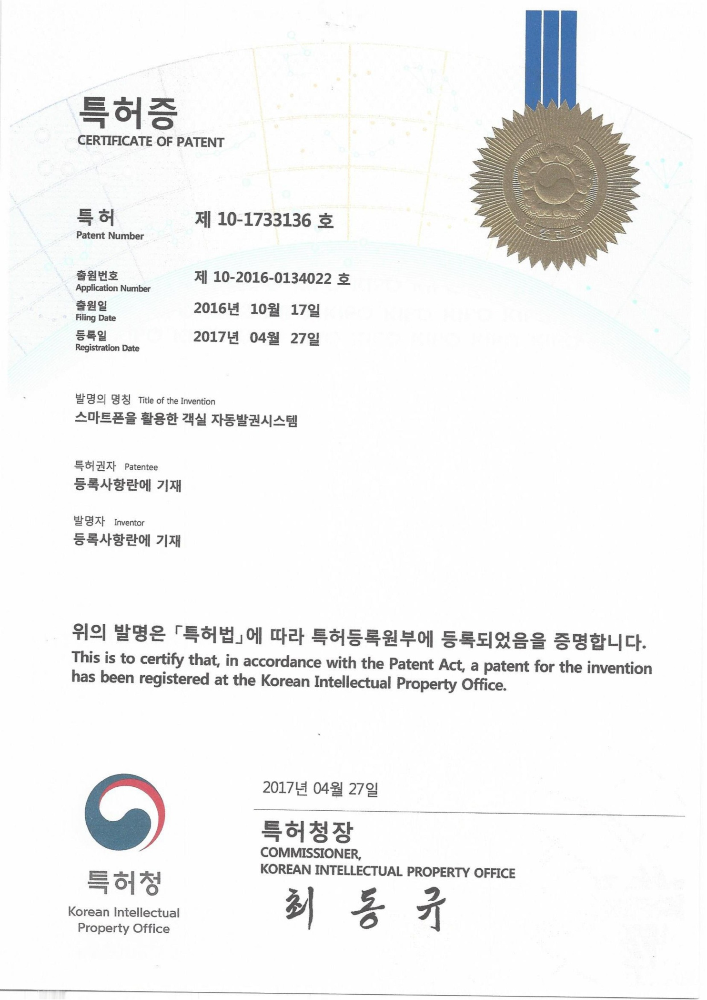 특허증
CERTIFICATE OF PATENT
대한민국
특허 제 10-1733136 호
Patent Number
출원번호 제 10-2016-0134022 호
Application Number
출원일 2016년 10월 17일
Filing Date
등록일 2017년 04월 27일
Registration Date
발명의 명칭 Title of the Invention
스마트폰을 활용한 객실 자동발권시스템
특허권자 Patentee
등록사항란에 기재
발명자 Inventor
등록사항란에 기재
위의 발명은 「특허법」에 따라 특허등록원부에 등록되었음을 증명합니다.
This is to certify that, in accordance with the Patent Act, a patent for the invention
has been registered at the Korean Intellectual Property Office.
2017년 04월 27일
특허청장
COMMISSIONER,
KOREAN INTELLECTUAL PROPERTY OFFICE
최동규
특허청
Korean Intellectual
Property Office